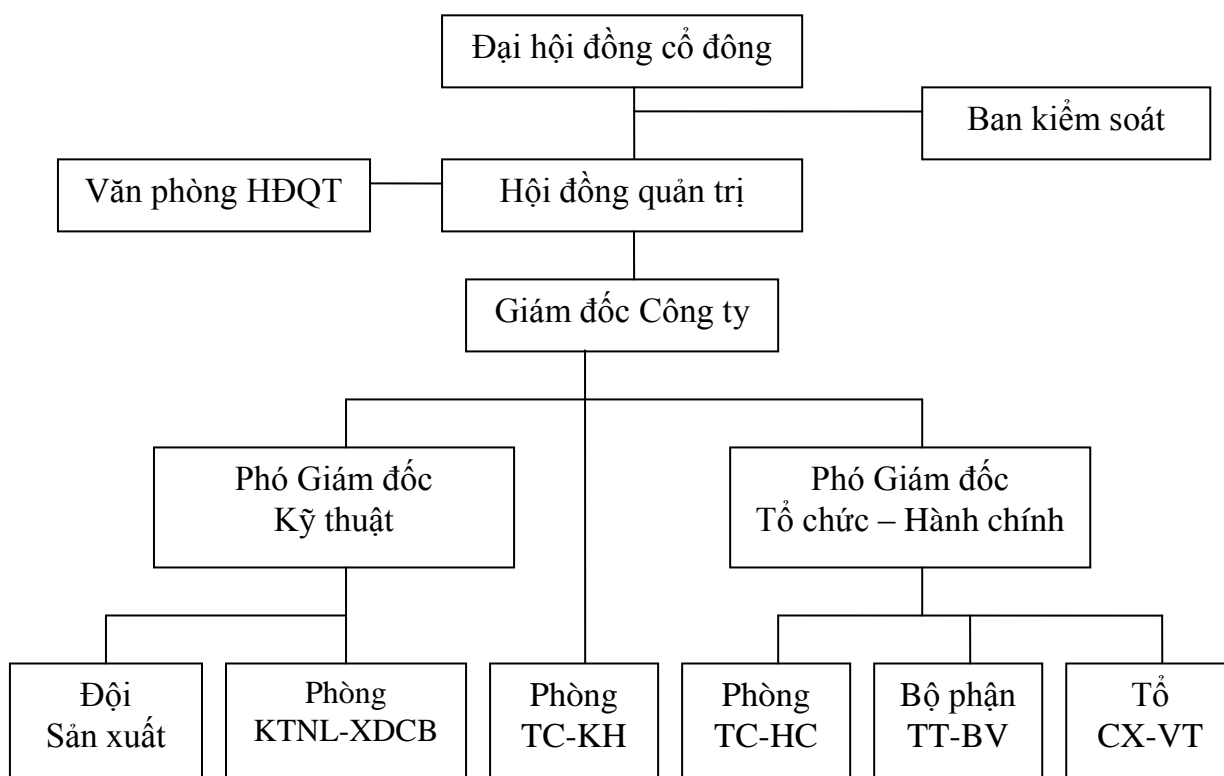 Đại hội đồng cổ đông
Ban kiểm soát
Văn phòng HĐQT
Hội đồng quản trị
Giám đốc Công ty
Phó Giám đốc
Kỹ thuật
Phó Giám đốc
Tổ chức – Hành chính
Đội
Sản xuất
Phòng
KTNL-XDCB
Phòng
TC-KH
Phòng
TC-HC
Bộ phận
TT-BV
Tổ
CX-VT